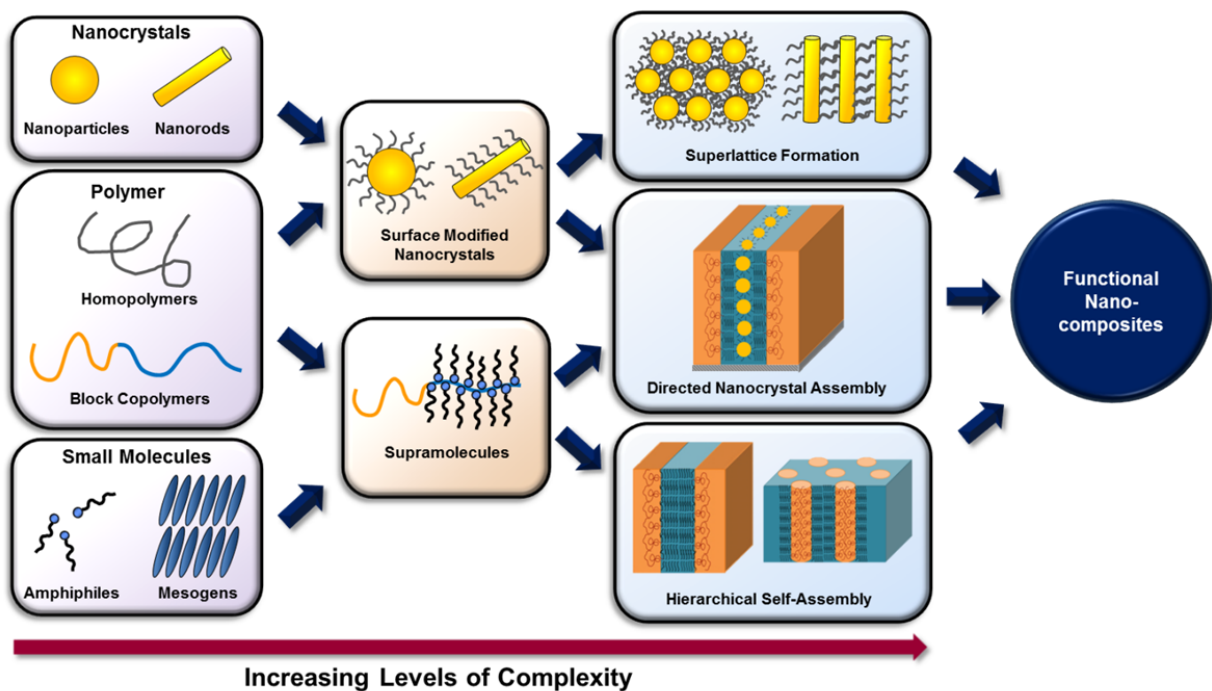 Nanocrystals
Nanoparticles
Nanorods
Polymer
Homopolymers
Block Copolymers
Small Molecules
Amphiphiles
Mesogens
Surface Modified
Nanocrystals
Supramolecules
Superlattice Formation
Directed Nanocrystal Assembly
Hierarchical Self-Assembly
Functional
Nano-
composites
Increasing Levels of Complexity